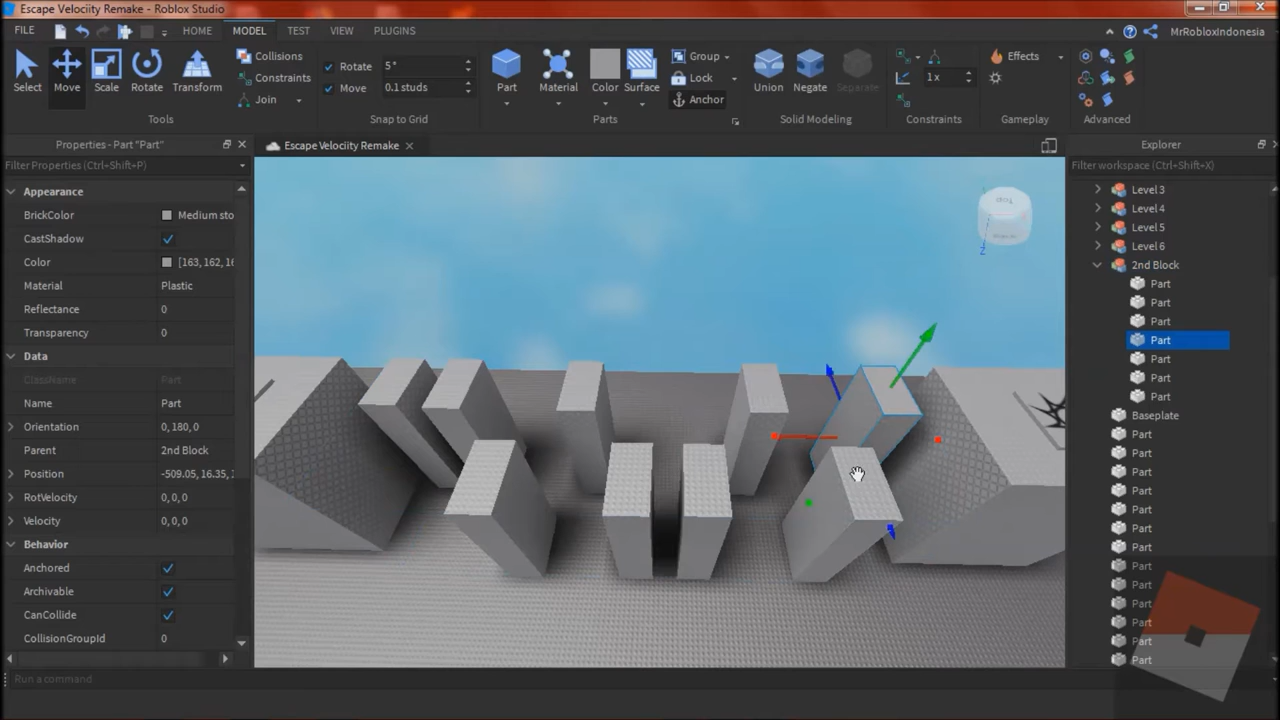 Escape Velociity Remake - Roblox Studio
FILE HOME MODEL TEST VIEW PLUGINS MrRobloxIndonesia
Select Move Scale Rotate Transform
Tools
Collisions
Constraints
Join
Rotate 5°
Move 0.1 studs
Snap to Grid
Part Material Color Surface
Group
Lock
Anchor
Parts
Union Negate Separate
Solid Modeling
1x
Constraints
Effects
Gameplay
Advanced
Properties - Part "Part"
Filter Properties (Ctrl+Shift+P)
Appearance
BrickColor Medium sto
CastShadow
Color [163, 162, 16
Material Plastic
Reflectance 0
Transparency 0
Data
ClassName Part
Name Part
Orientation 0,180,0
Parent 2nd Block
Position -509.05, 16.35, 
RotVelocity 0,0,0
Velocity 0,0,0
Behavior
Anchored
Archivable
CanCollide
CollisionGroupId 0
Escape Velociity Remake
Z
Explorer
Filter workspace (Ctrl+Shift+X)
Level 3
Level 4
Level 5
Level 6
2nd Block
Part
Part
Part
Part
Part
Part
Part
Baseplate
Part
Part
Part
Part
Part
Part
Part
Part
Part
Part
Part
Part
Part
Run a command